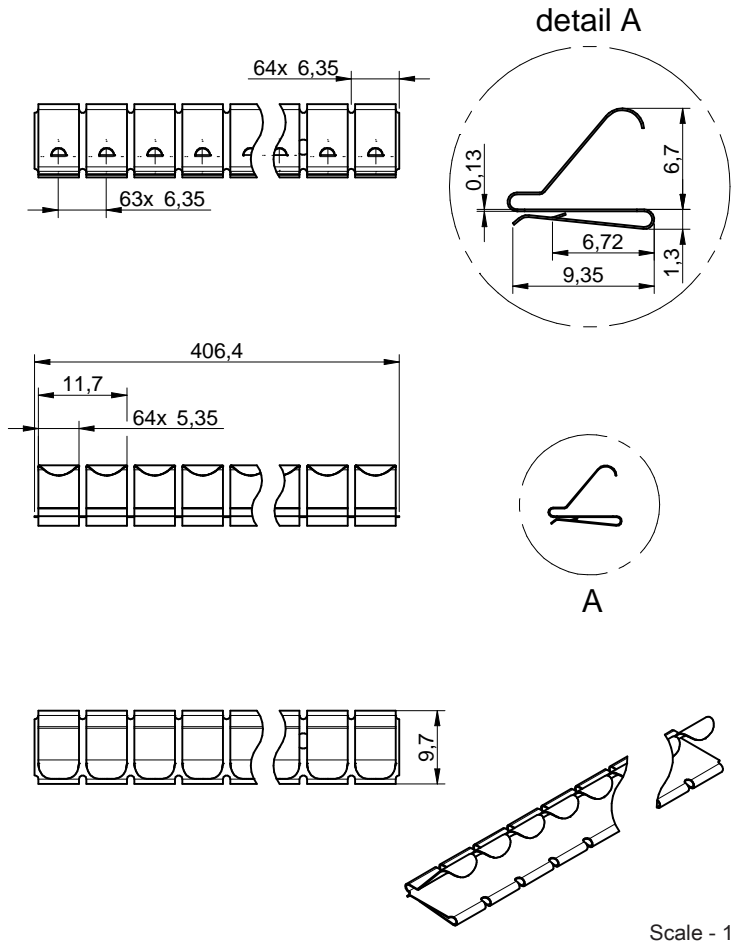 detail A
64x 6,35
63x 6,35
0,13
6,7
6,72
1,3
9,35
406,4
11,7
64x 5,35
A
9,7
Scale - 1